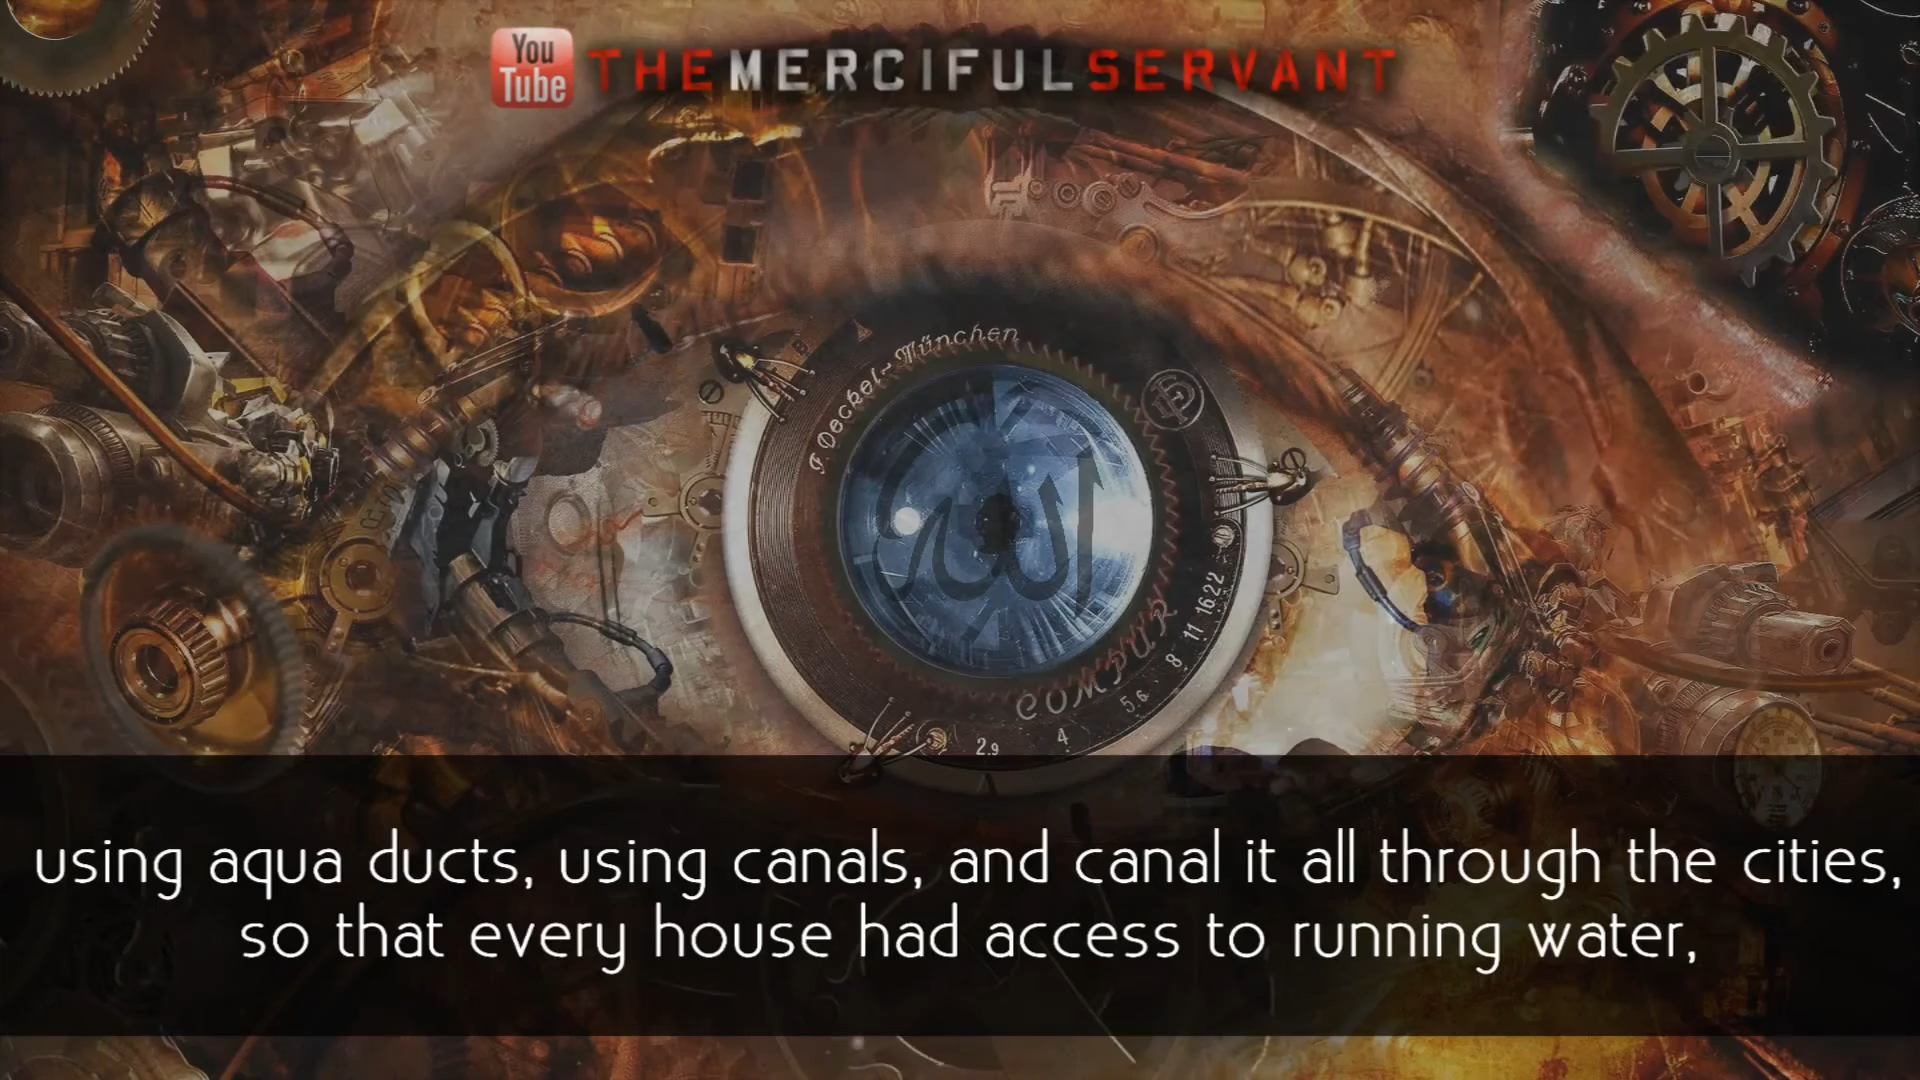 You
Tube
THEMERCIFULSERVANT
F. Deckel-München
الله
COMPUR
2.9 4 5.6 8 11 16 22
using aqua ducts, using canals, and canal it all through the cities,
so that every house had access to running water,